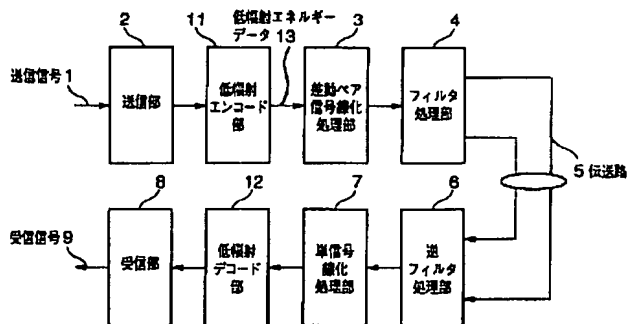 低輻射エネルギー
データ 13
2
11
3
4
送信信号 1
送信部
低輻射
エンコード
部
差動ペア
信号線化
処理部
フィルタ
処理部
5 伝送路
8
12
7
6
受信信号 9
受信部
低輻射
デコード
部
単信号
線化
処理部
逆
フィルタ
処理部